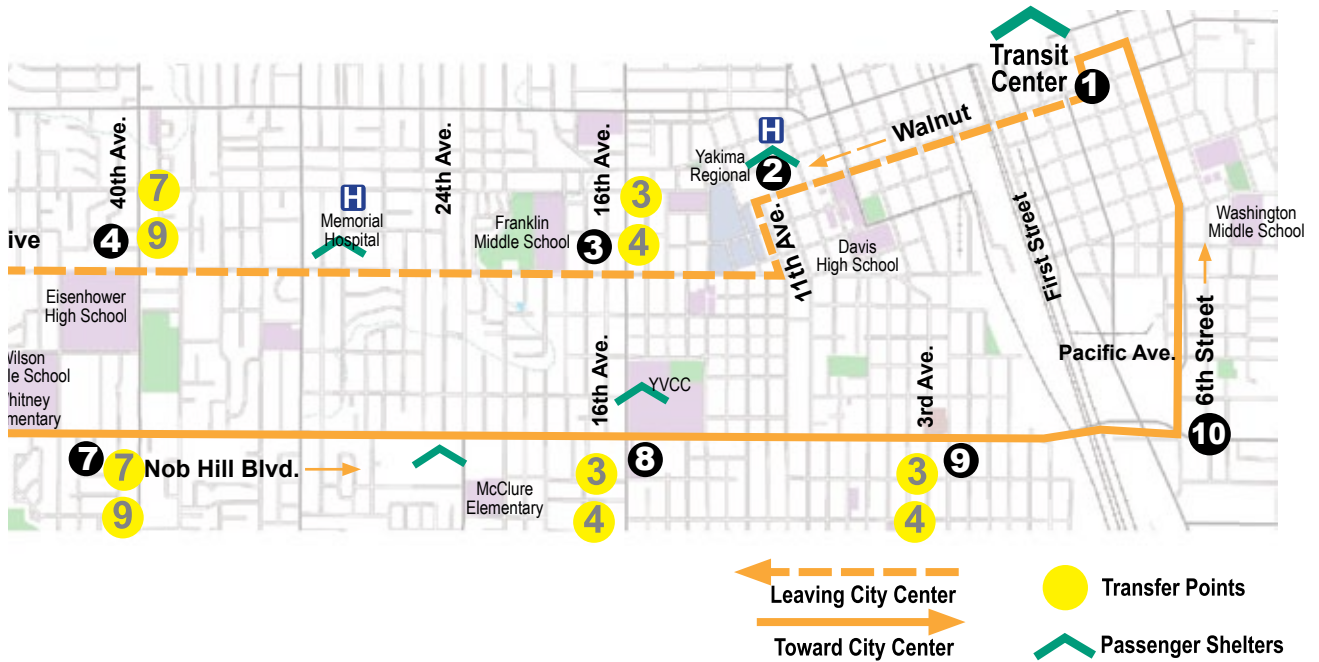 Transit
Center
1
Walnut
H
Yakima
Regional
2
40th Ave.
7
9
4
ive
H
Memorial
Hospital
24th Ave.
Franklin
Middle School
16th Ave.
3
3
4
11th Ave.
Davis
High School
First Street
Washington
Middle School
6th Street
Pacific Ave.
Eisenhower
High School
Wilson
le School
hitney
mentary
16th Ave.
YVCC
3rd Ave.
7
7
9
Nob Hill Blvd.
McClure
Elementary
3
4
8
3
4
9
10
Leaving City Center
Toward City Center
Transfer Points
Passenger Shelters